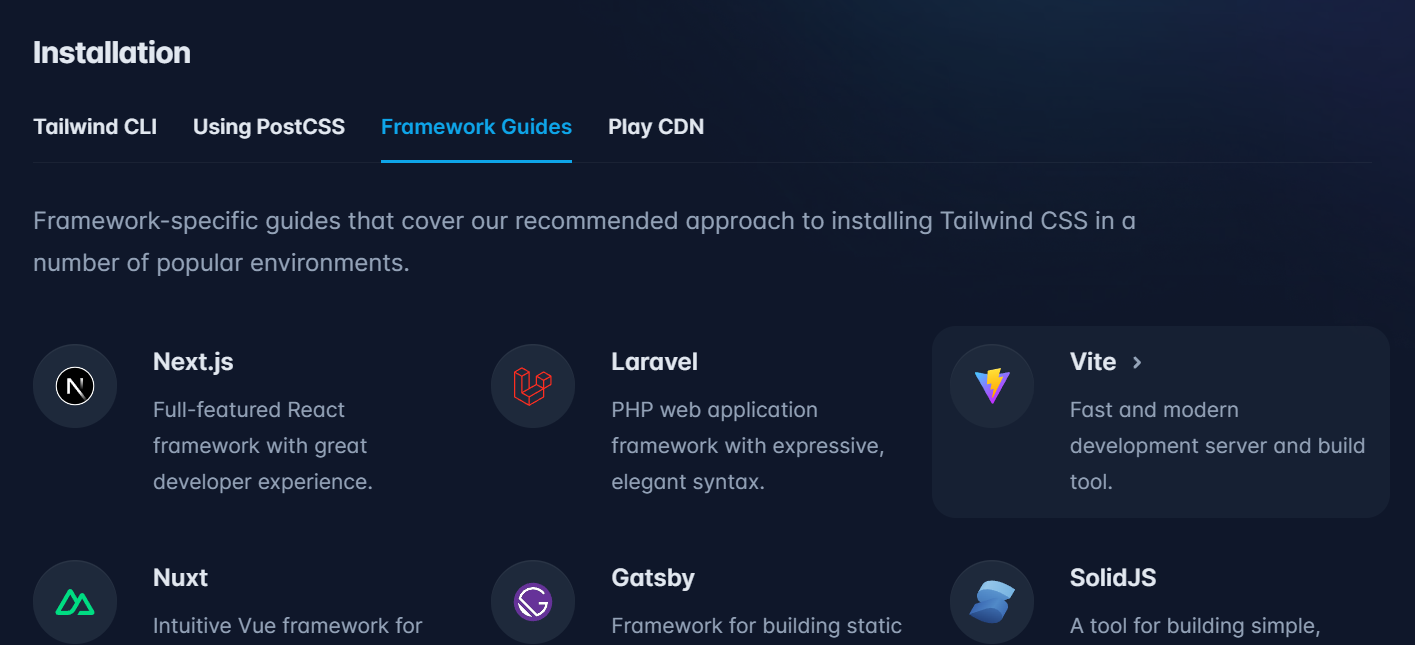 Installation
Tailwind CLI Using PostCSS Framework Guides Play CDN
Framework-specific guides that cover our recommended approach to installing Tailwind CSS in a
number of popular environments.
Next.js
Full-featured React
framework with great
developer experience.
Laravel
PHP web application
framework with expressive,
elegant syntax.
Vite
Fast and modern
development server and build
tool.
Nuxt
Intuitive Vue framework for
Gatsby
Framework for building static
SolidJS
A tool for building simple,